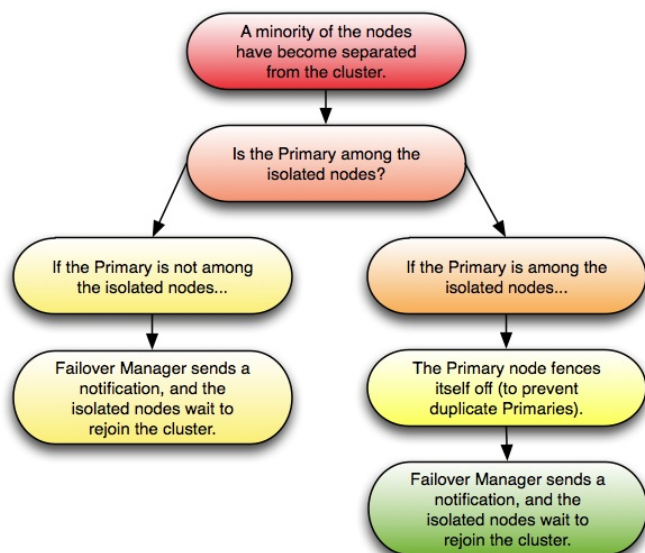 A minority of the nodes
have become separated
from the cluster.
Is the Primary among the
isolated nodes?
If the Primary is not among
the isolated nodes...
If the Primary is among the
isolated nodes...
Failover Manager sends a
notification, and the
isolated nodes wait to
rejoin the cluster.
The Primary node fences
itself off (to prevent
duplicate Primaries).
Failover Manager sends a
notification, and the
isolated nodes wait to
rejoin the cluster.